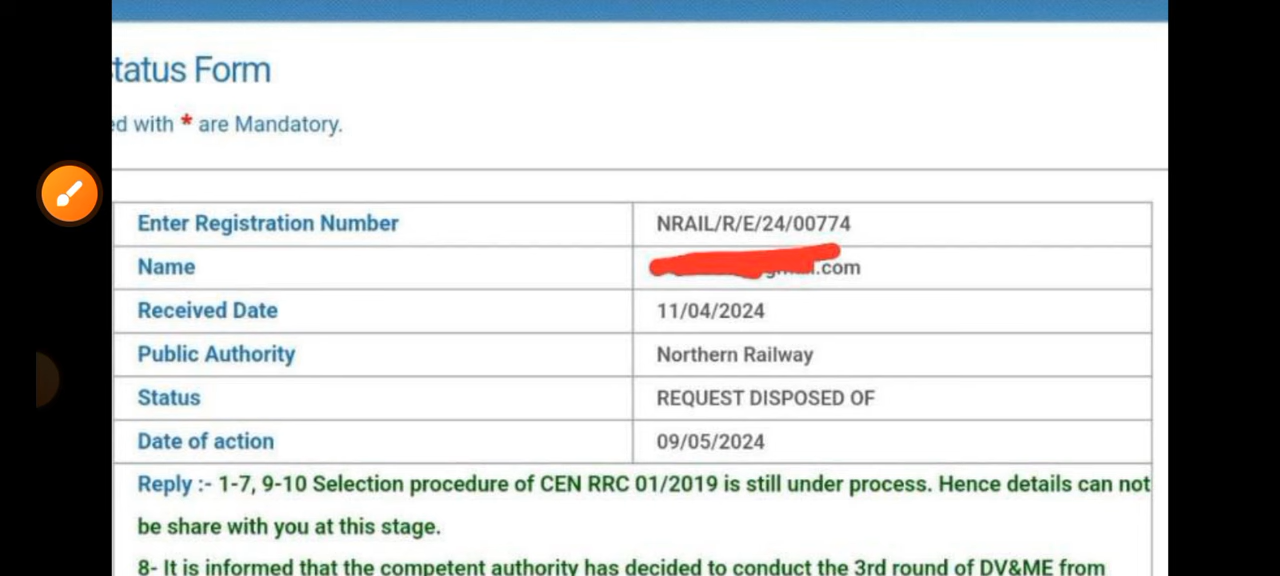 tatus Form
ed with * are Mandatory.
Enter Registration Number NRAIL/R/E/24/00774
Name .com
Received Date 11/04/2024
Public Authority Northern Railway
Status REQUEST DISPOSED OF
Date of action 09/05/2024
Reply :- 1-7, 9-10 Selection procedure of CEN RRC 01/2019 is still under process. Hence details can not
be share with you at this stage.
8- It is informed that the competent authority has decided to conduct the 3rd round of DV&ME from